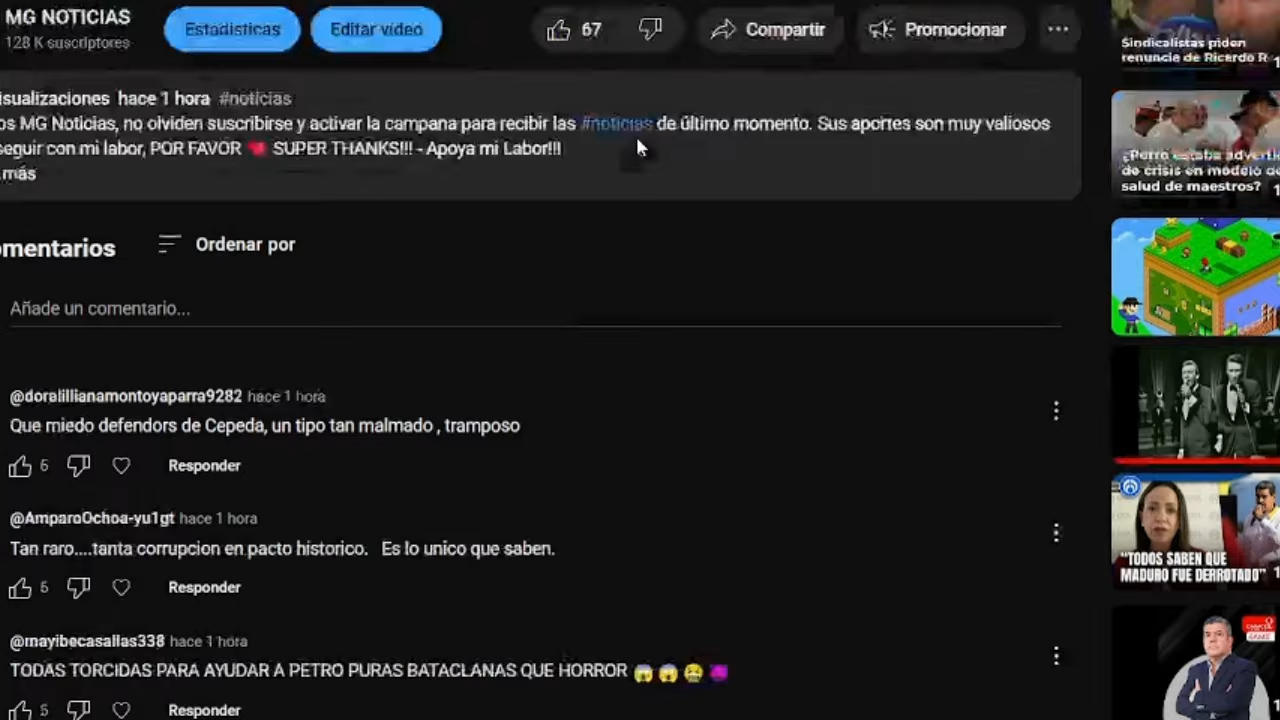 MG NOTICIAS
128 K suscriptores
Estadísticas
Editar video
67
Compartir
Promocionar
isualizaciones hace 1 hora #noticias
os MG Noticias, no olviden suscribirse y activar la campana para recibir las #noticias de último momento. Sus aportes son muy valiosos
seguir con mi labor, POR FAVOR SUPER THANKS!!! - Apoya mi Labor!!!
más
omentarios
Ordenar por
Añade un comentario...
@doralillianamontoyaparra9282 hace 1 hora
Que miedo defendors de Cepeda, un tipo tan malmado , tramposo
6
Responder
@AmparoOchoa-yu1gt hace 1 hora
Tan raro....tanta corrupcion en pacto historico. Es lo unico que saben.
5
Responder
@mayibecasallas338 hace 1 hora
TODAS TORCIDAS PARA AYUDAR A PETRO PURAS BATACLANAS QUE HORROR 😱😱🤮😈
5
Responder
Sindicalistas piden
renuncia de Ricardo R
¿Petro estaba adverti
de crisis en modelo de
salud de maestros?
"TODOS SABEN QUE
MADURO FUE DERROTADO"